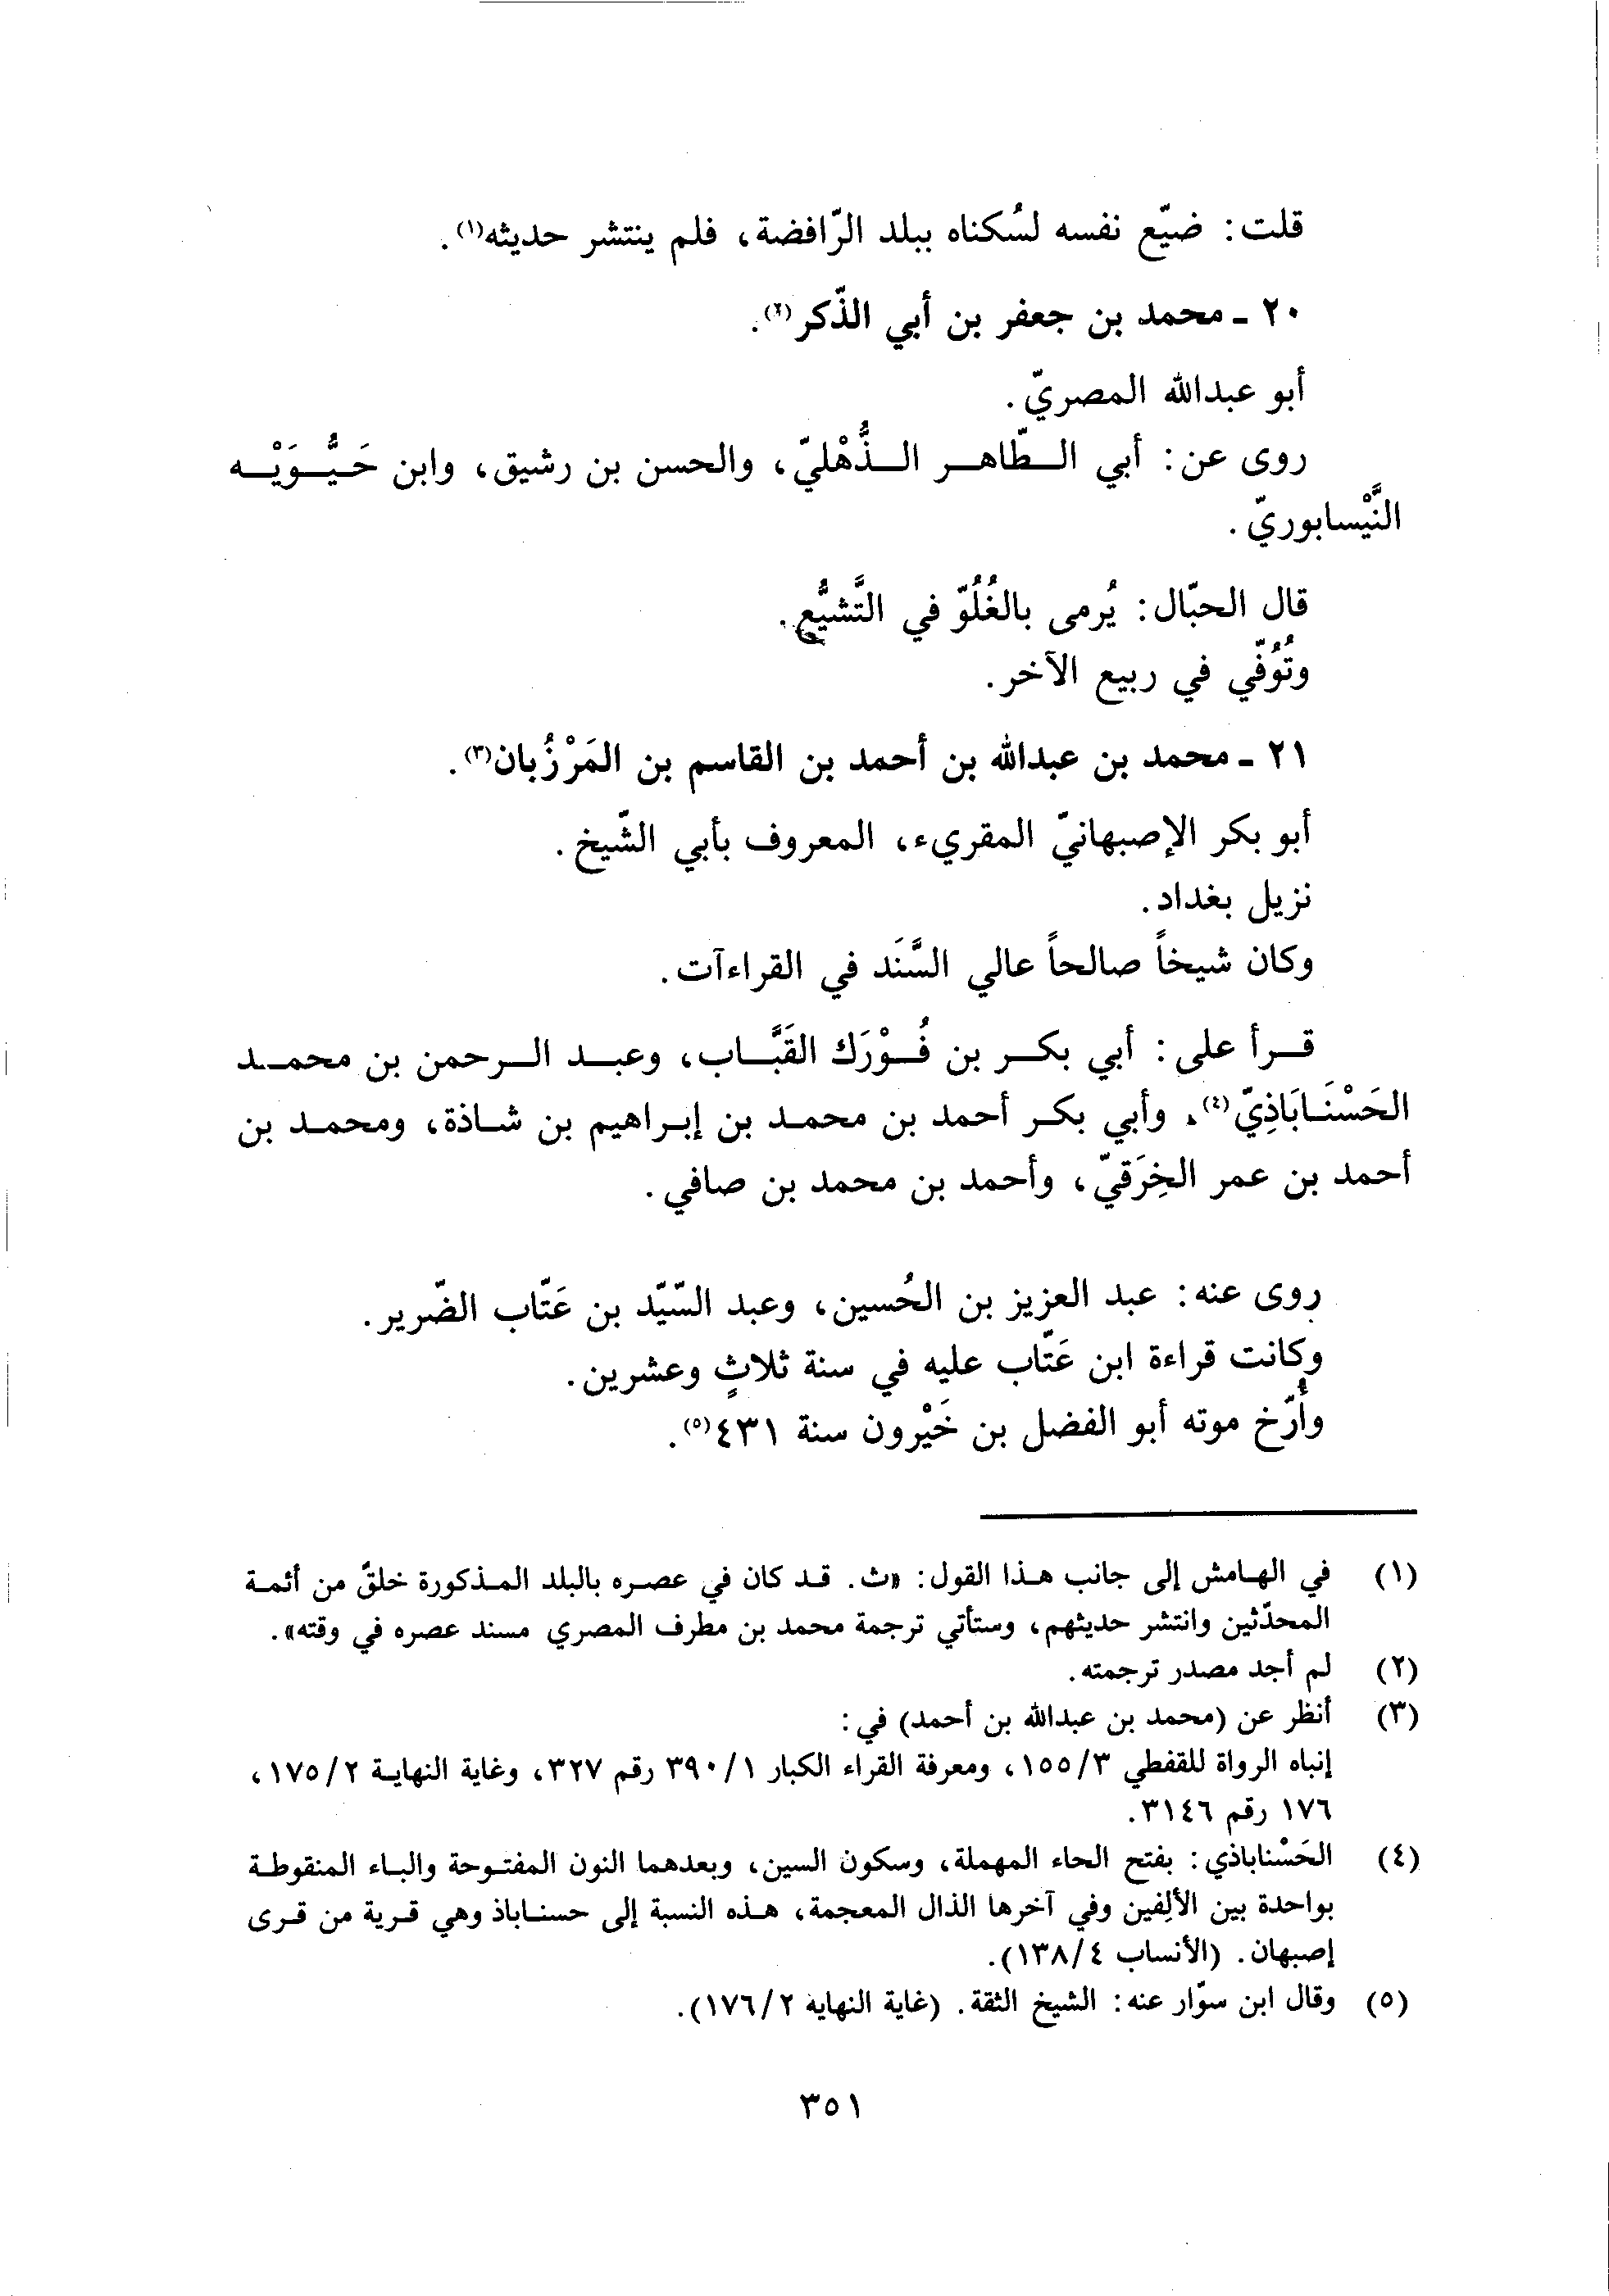 قلت: ضيّع نفسه لسُكناه ببلد الرّافضة، فلم ينتشر حديثه(١).
٢٠ ـ محمد بن جعفر بن أبي الذّكر(٢).
أبو عبدالله المصريّ.
روى عن: أبي الطّاهر الذُّهْليّ، والحسن بن رشيق، وابن حَيُّوَيْه
النَّيْسابوريّ.
قال الحبّال: يُرمى بالغُلُوّ في التَّشيُّع.
وتُوُفّي في ربيع الآخر.
٢١ ـ محمد بن عبدالله بن أحمد بن القاسم بن المَرْزُبان(٣).
أبو بكر الإصبهانيّ المقريء، المعروف بأبي الشّيخ.
نزيل بغداد.
وكان شيخاً صالحاً عالي السَّنَد في القراءآت.
قرأ على: أبي بكر بن فُوْرَك القَبَّاب، وعبد الرحمن بن محمد
الحَسْنَابَاذِيّ(٤)، وأبي بكر أحمد بن محمد بن إبراهيم بن شاذة، ومحمد بن
أحمد بن عمر الخِرَقيّ، وأحمد بن محمد بن صافي.
روى عنه: عبد العزيز بن الحُسين، وعبد السّيّد بن عَتّاب الضّرير.
وكانت قراءة ابن عَتّاب عليه في سنة ثلاثٍ وعشرين.
وأُرّخ موته أبو الفضل بن خَيْرون سنة ٤٣١(٥).
(١) في الهامش إلى جانب هذا القول: «ث. قد كان في عصره بالبلد المذكورة خلقٌ من أئمة
المحدّثين وانتشر حديثهم، وستأتي ترجمة محمد بن مطرف المصري مسند عصره في وقته».
(٢) لم أجد مصدر ترجمته.
(٣) أنظر عن (محمد بن عبدالله بن أحمد) في:
إنباه الرواة للقفطي ٣/١٥٥، ومعرفة القراء الكبار ١/٣٩٠ رقم ٣٢٧، وغاية النهاية ٢/١٧٥،
١٧٦ رقم ٣١٤٦.
(٤) الحَسْناباذي: بفتح الحاء المهملة، وسكون السين، وبعدهما النون المفتوحة والباء المنقوطة
بواحدة بين الألِفين وفي آخرها الذال المعجمة، هذه النسبة إلى حسناباذ وهي قرية من قرى
إصبهان. (الأنساب ٤/١٣٨).
(٥) وقال ابن سوّار عنه: الشيخ الثقة. (غاية النهاية ٢/١٧٦).
٣٥١